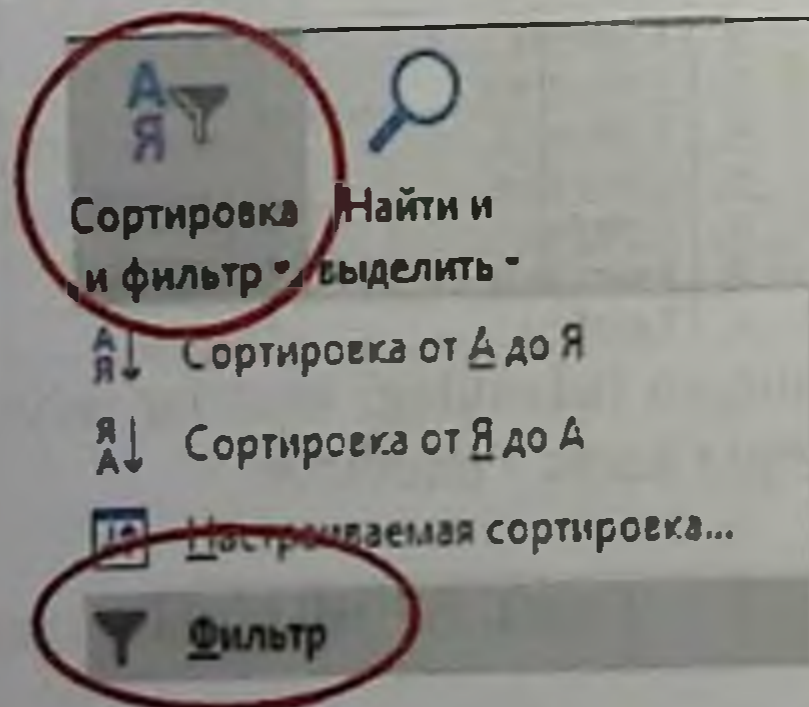 Сортировка Найти и
и фильтр выделить
Сортировка от А до Я
Сортировка от Я до А
Настраиваемая сортировка...
Фильтр